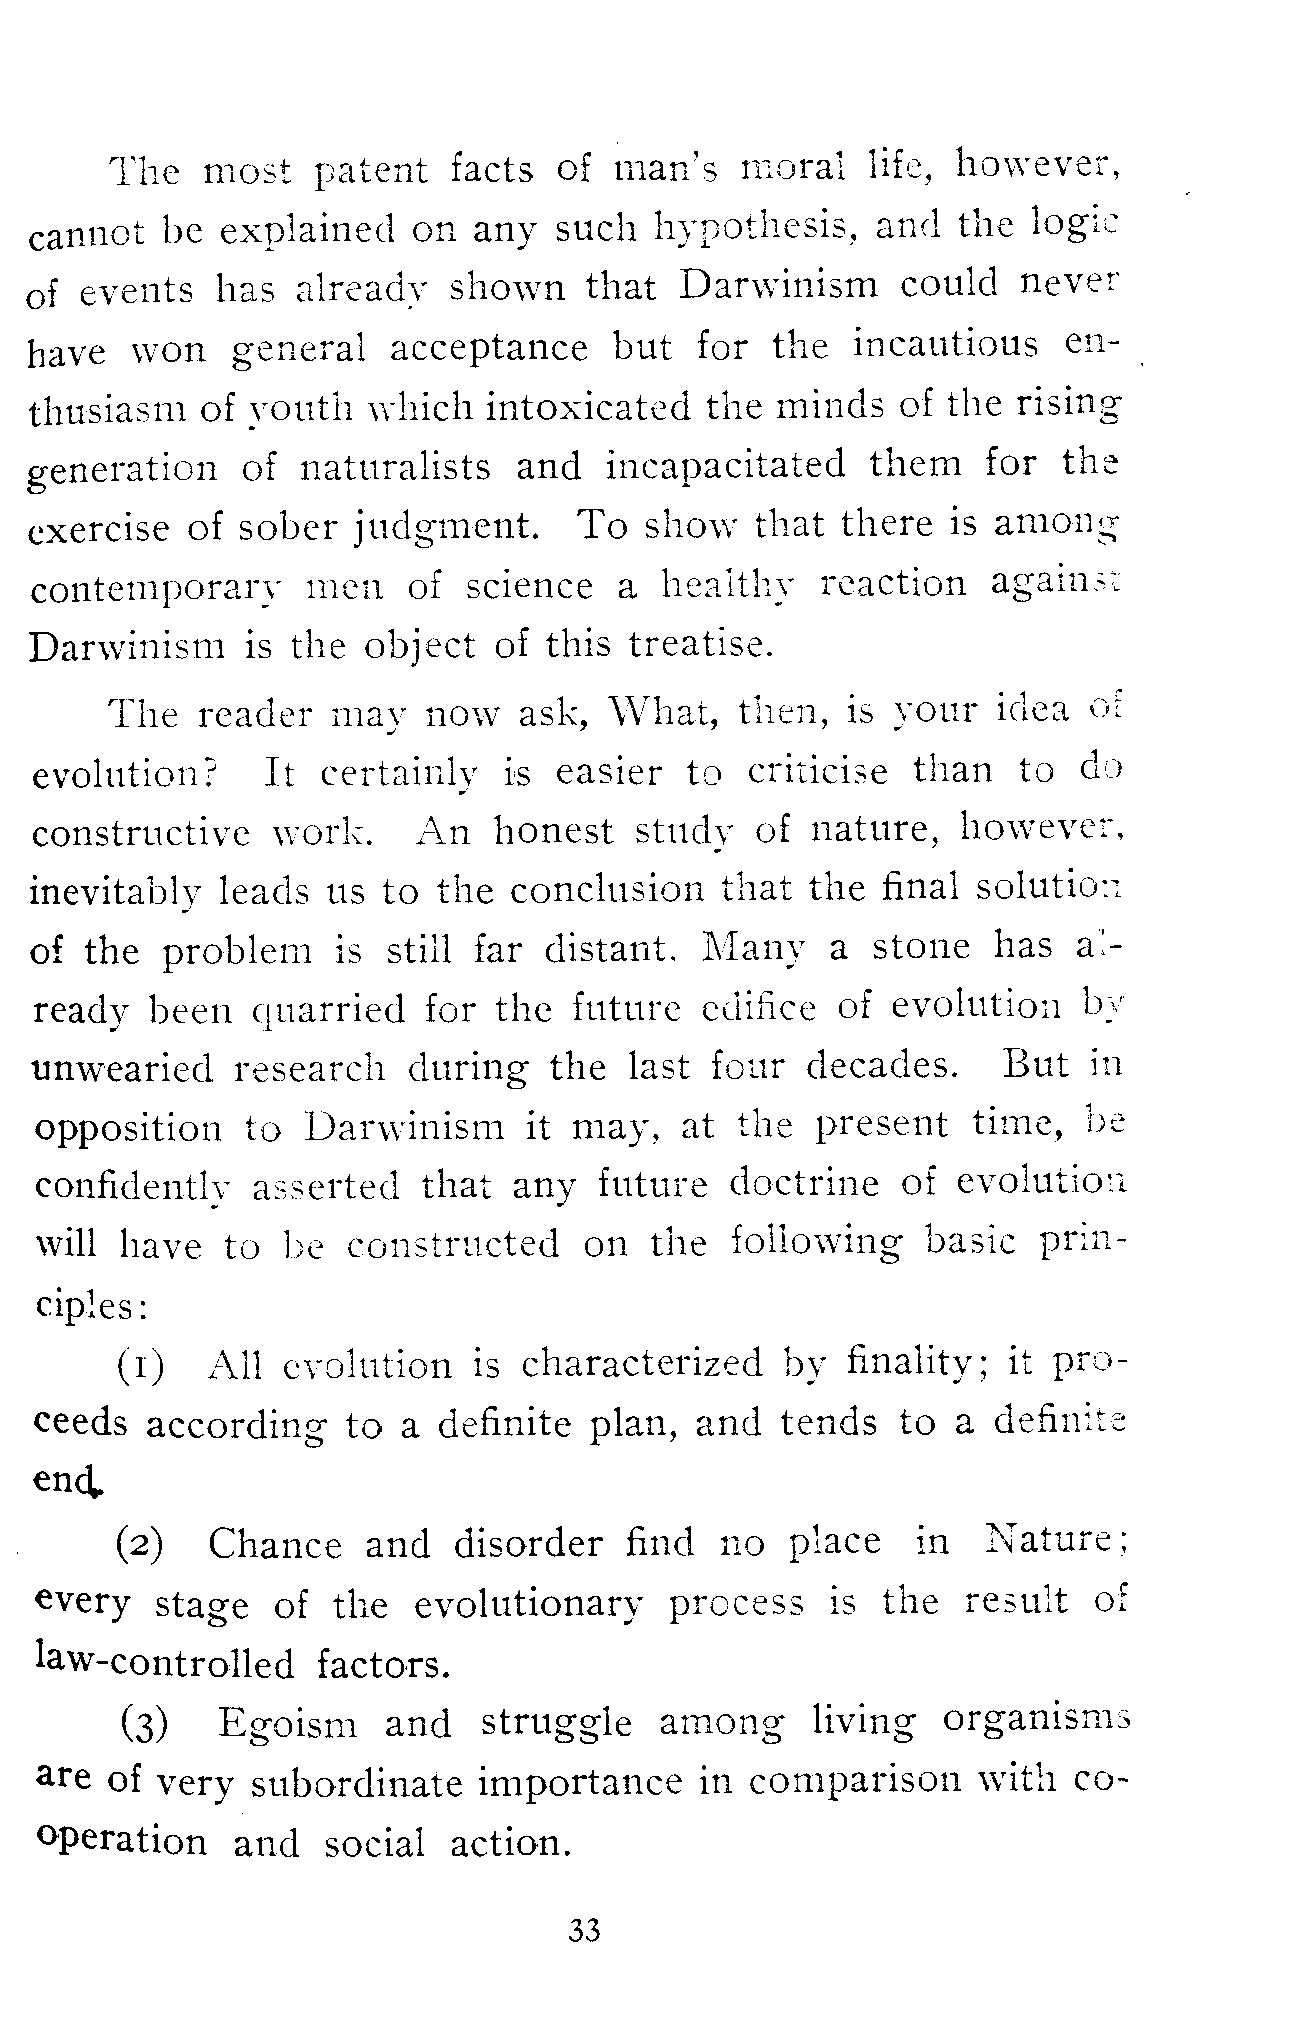 The most patent facts of man's moral life, however,
cannot be explained on any such hypothesis, and the logic
of events has already shown that Darwinism could never
have won general acceptance but for the incautious en-
thusiasm of youth which intoxicated the minds of the rising
generation of naturalists and incapacitated them for the
exercise of sober judgment. To show that there is among
contemporary men of science a healthy reaction against
Darwinism is the object of this treatise.
The reader may now ask, What, then, is your idea of
evolution? It certainly is easier to criticise than to do
constructive work. An honest study of nature, however,
inevitably leads us to the conclusion that the final solution
of the problem is still far distant. Many a stone has al-
ready been quarried for the future edifice of evolution by
unwearied research during the last four decades. But in
opposition to Darwinism it may, at the present time, be
confidently asserted that any future doctrine of evolution
will have to be constructed on the following basic prin-
ciples:
(1) All evolution is characterized by finality; it pro-
ceeds according to a definite plan, and tends to a definite
end.
(2) Chance and disorder find no place in Nature;
every stage of the evolutionary process is the result of
law-controlled factors.
(3) Egoism and struggle among living organisms
are of very subordinate importance in comparison with co-
operation and social action.
33